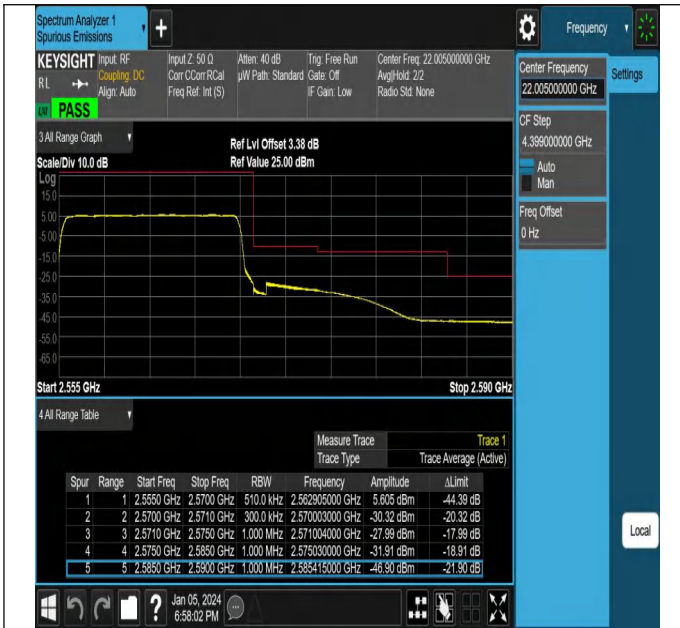 Spectrum Analyzer 1
Spurious Emissions
+
Frequency
KEYSIGHT Input: RF Input Z: 50 Ω Atten: 40 dB Trig: Free Run Center Freq: 22.005000000 GHz
RL Coupling: DC Corr CCorr RCal µW Path: Standard Gate: Off Avg|Hold: 2/2
Align: Auto Freq Ref: Int (S) IF Gain: Low Radio Std: None
PASS
Center Frequency
22.005000000 GHz
Settings
CF Step
4.399000000 GHz
Auto
Man
Freq Offset
0 Hz
3 All Range Graph
Ref Lvl Offset 3.38 dB
Scale/Div 10.0 dB Ref Value 25.00 dBm
Log
15.0
5.00
-5.00
-15.0
-25.0
-35.0
-45.0
-55.0
-65.0
Start 2.555 GHz Stop 2.590 GHz
4 All Range Table
Measure Trace Trace 1
Trace Type Trace Average (Active)
Spur Range Start Freq Stop Freq RBW Frequency Amplitude ΔLimit
1 1 2.5550 GHz 2.5700 GHz 510.0 kHz 2.562905000 GHz 5.605 dBm -44.39 dB
2 2 2.5700 GHz 2.5710 GHz 300.0 kHz 2.570003000 GHz -30.32 dBm -20.32 dB
3 3 2.5710 GHz 2.5750 GHz 1.000 MHz 2.571004000 GHz -27.99 dBm -17.99 dB
4 4 2.5750 GHz 2.5850 GHz 1.000 MHz 2.575030000 GHz -31.91 dBm -18.91 dB
5 5 2.5850 GHz 2.5900 GHz 1.000 MHz 2.585415000 GHz -46.90 dBm -21.90 dB
Local
? Jan 05, 2024
6:58:02 PM